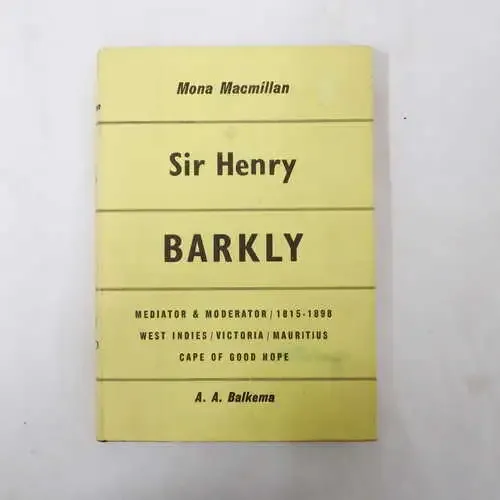 Mona Macmillan
Sir Henry
BARKLY
MEDIATOR & MODERATOR / 1815-1898
WEST INDIES / VICTORIA / MAURITIUS
CAPE OF GOOD HOPE
A. A. Balkema